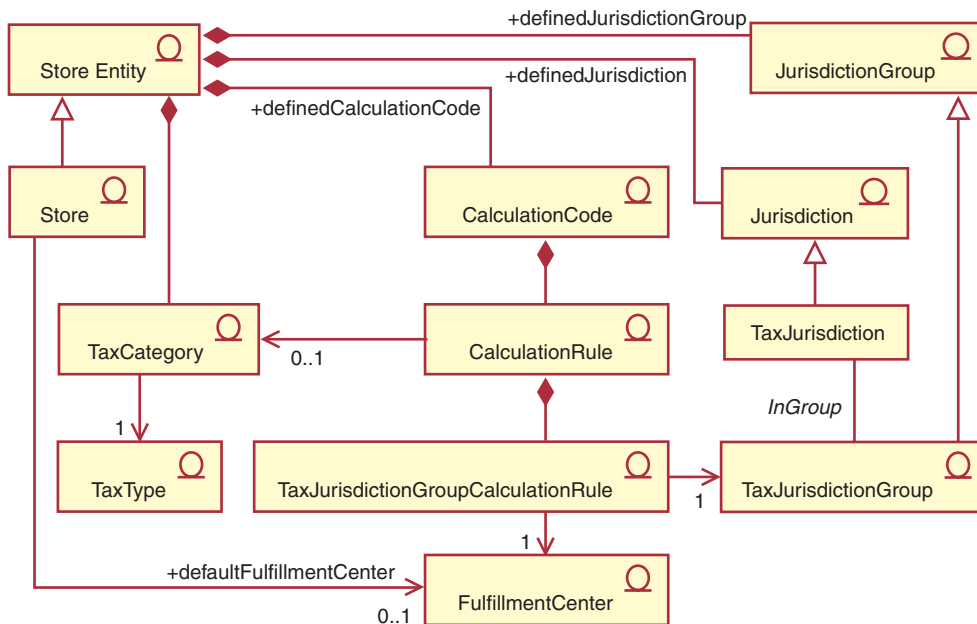 +definedJurisdictionGroup
Store Entity
JurisdictionGroup
+definedJurisdiction
+definedCalculationCode
Store
CalculationCode
Jurisdiction
TaxCategory
0..1
CalculationRule
TaxJurisdiction
InGroup
1
TaxType
TaxJurisdictionGroupCalculationRule
1
TaxJurisdictionGroup
1
+defaultFulfillmentCenter
0..1
FulfillmentCenter